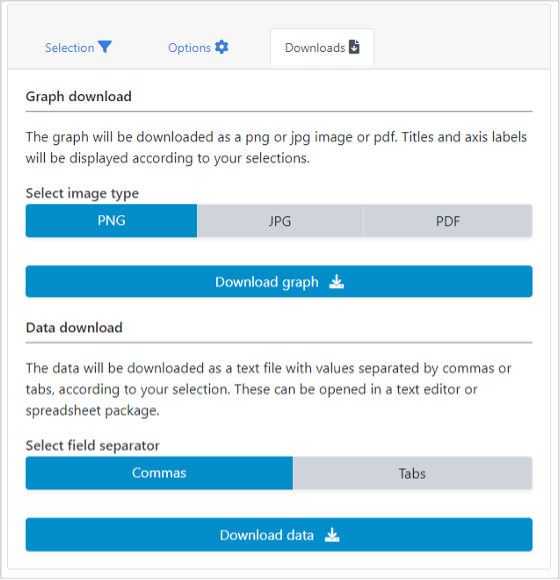 Selection
Options
Downloads
Graph download
The graph will be downloaded as a png or jpg image or pdf. Titles and axis labels
will be displayed according to your selections.
Select image type
PNG
JPG
PDF
Download graph
Data download
The data will be downloaded as a text file with values separated by commas or
tabs, according to your selection. These can be opened in a text editor or
spreadsheet package.
Select field separator
Commas
Tabs
Download data